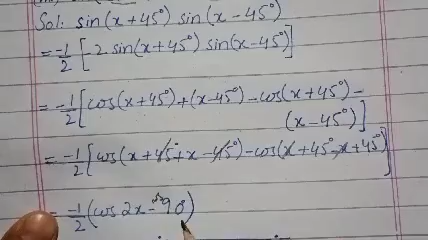 Sol: sin(x+45°) sin(x-45°)
= -1/2 [2 sin(x+45°) sin(x-45°)]
= -1/2 [cos(x+45°)+(x-45°) -cos(x+45°) -
(x-45°)]
= -1/2 [cos(x+45°+x-45°) -cos(x+45°-x+45°)]
= -1/2 (cos 2x - cos 90)